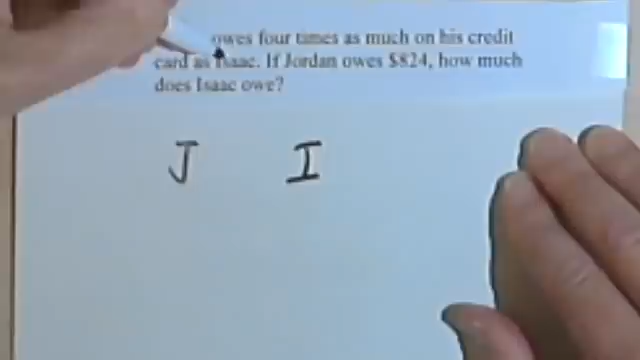 owes four times as much on his credit
card as Isaac. If Jordan owes $824, how much
does Isaac owe?
J I